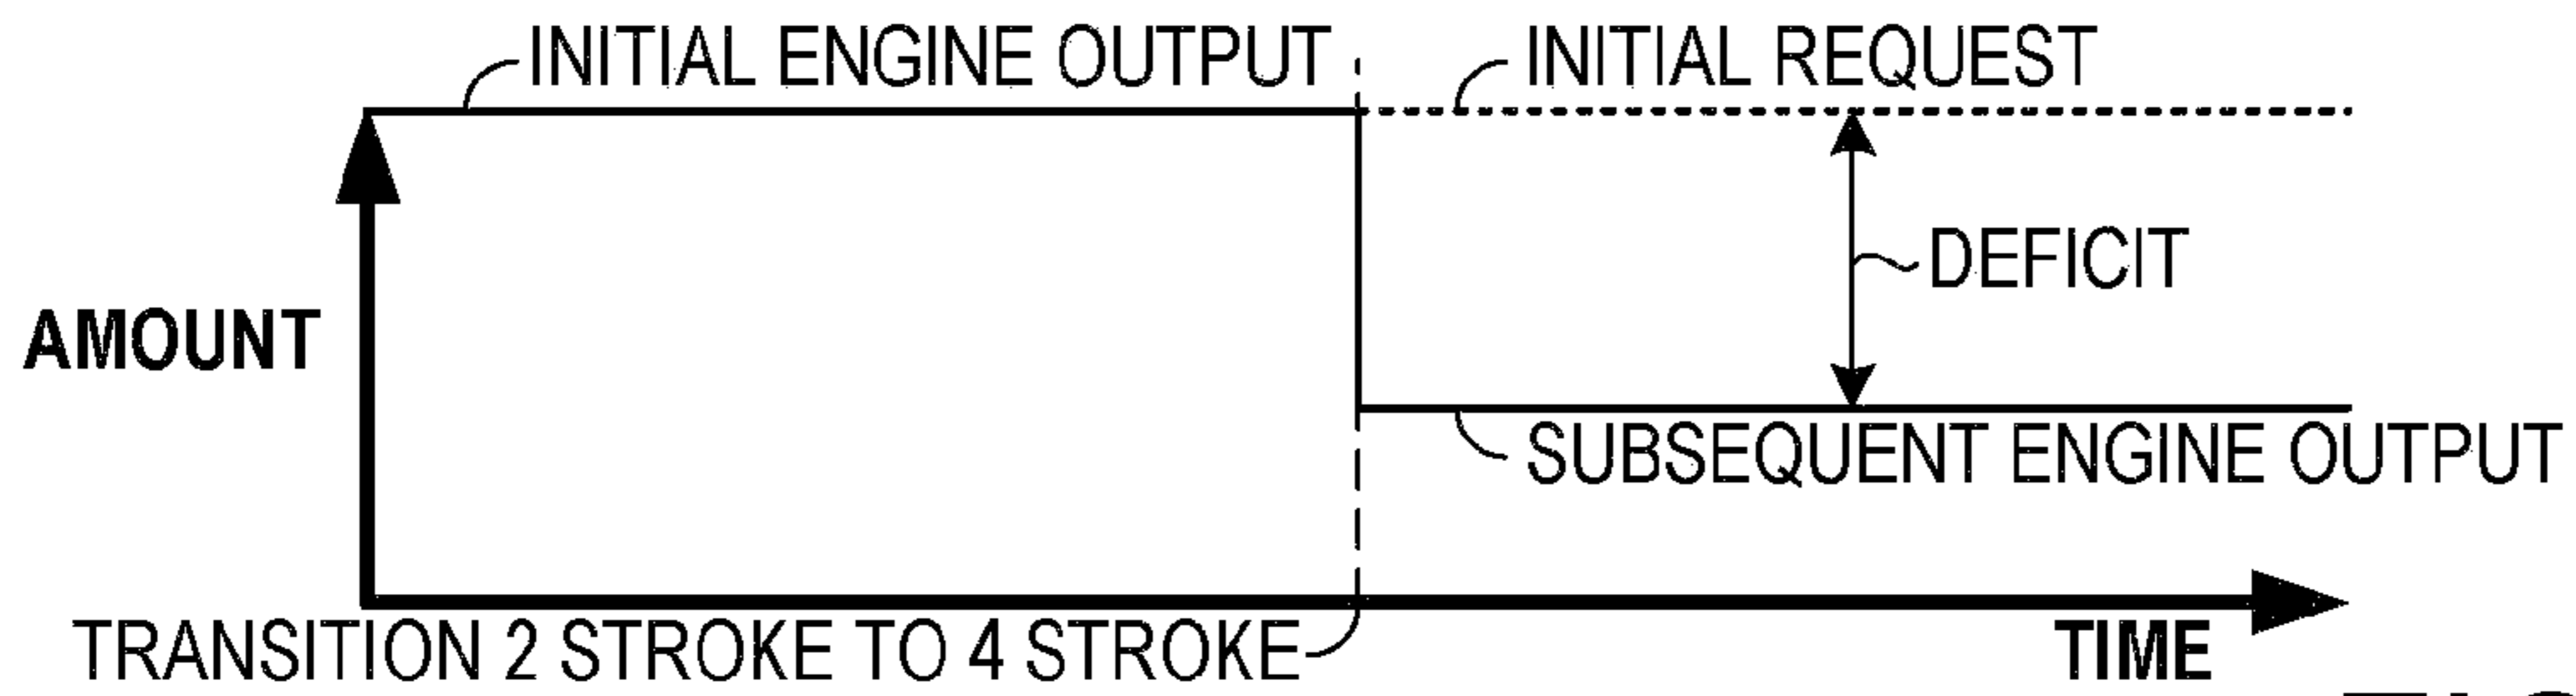 INITIAL ENGINE OUTPUT
INITIAL REQUEST
DEFICIT
AMOUNT
SUBSEQUENT ENGINE OUTPUT
TRANSITION 2 STROKE TO 4 STROKE
TIME